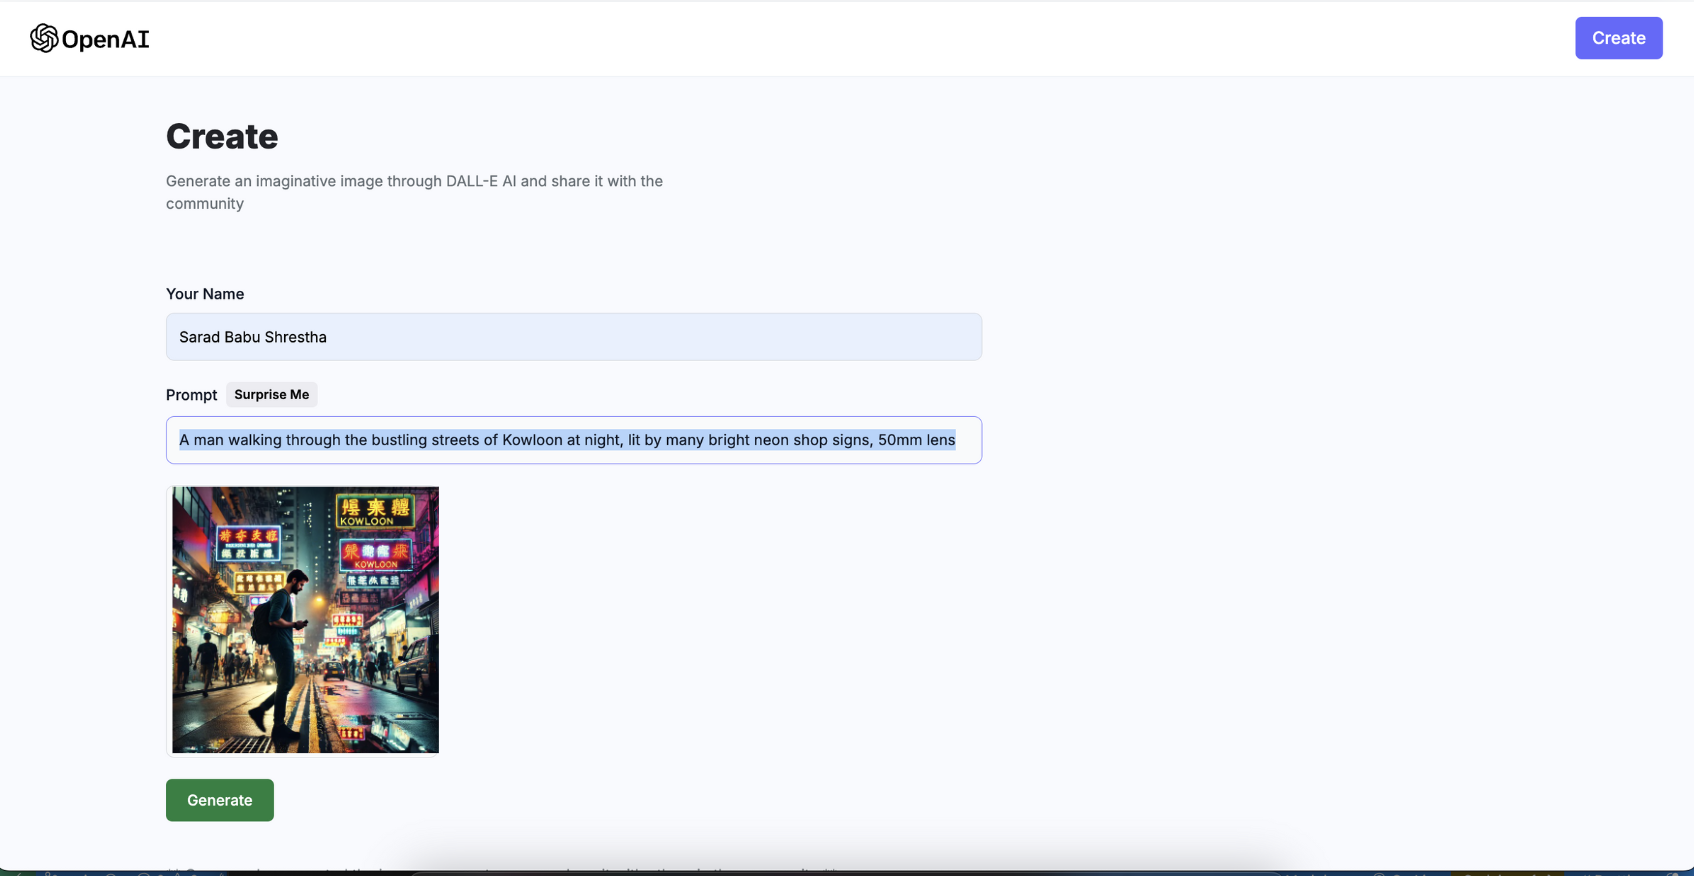 OpenAI
Create
Create
Generate an imaginative image through DALL-E AI and share it with the
community
Your Name
Sarad Babu Shrestha
Prompt Surprise Me
A man walking through the bustling streets of Kowloon at night, lit by many bright neon shop signs, 50mm lens
KOWLOON
KOWLOON
Generate